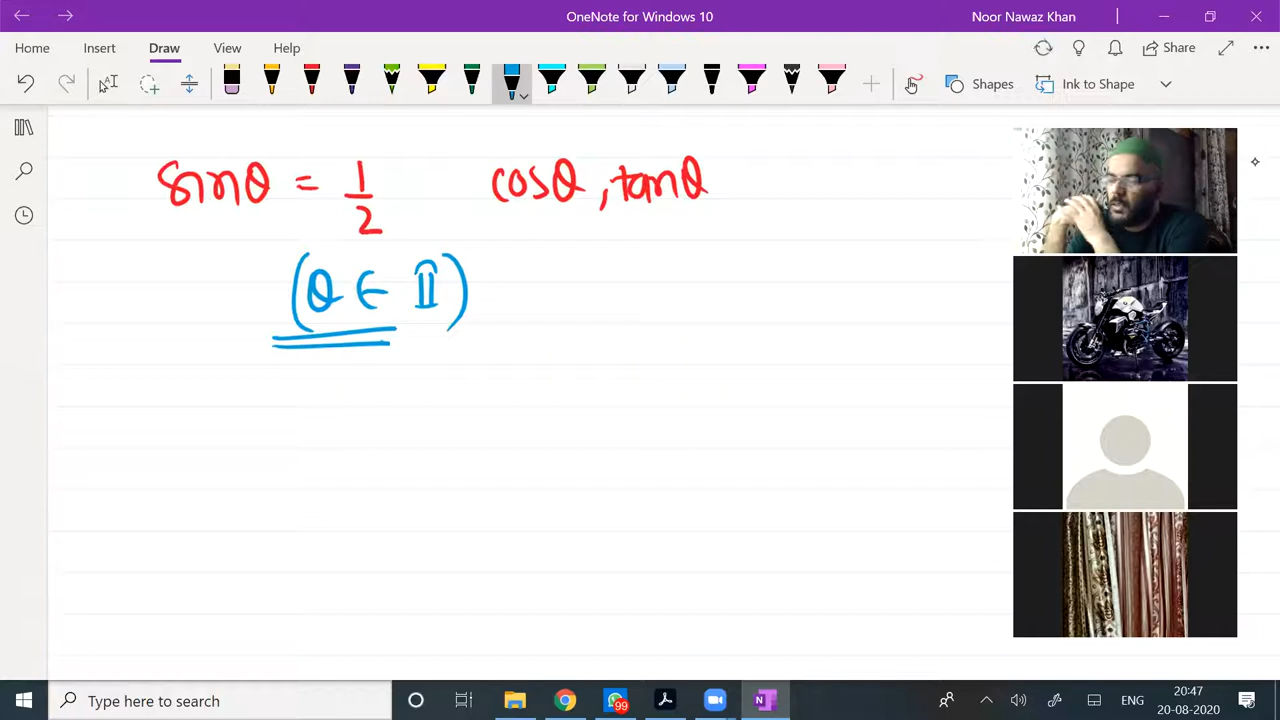 OneNote for Windows 10
Noor Nawaz Khan
Home Insert Draw View Help
Share
Shapes
Ink to Shape
sinθ = 1/2 cosθ, tanθ
(θ ∈ II)
99
Type here to search
ENG
20:47
20-08-2020